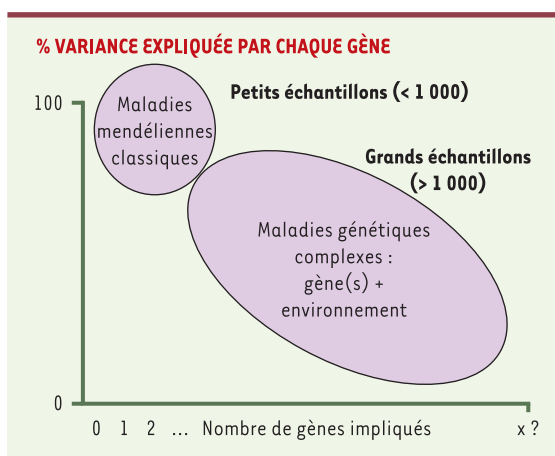 % VARIANCE EXPLIQUÉE PAR CHAQUE GÈNE
100
Maladies
mendéliennes
classiques
Petits échantillons (< 1 000)
Grands échantillons
(> 1 000)
Maladies génétiques
complexes :
gène(s) +
environnement
0
0 1 2 ... Nombre de gènes impliqués x ?